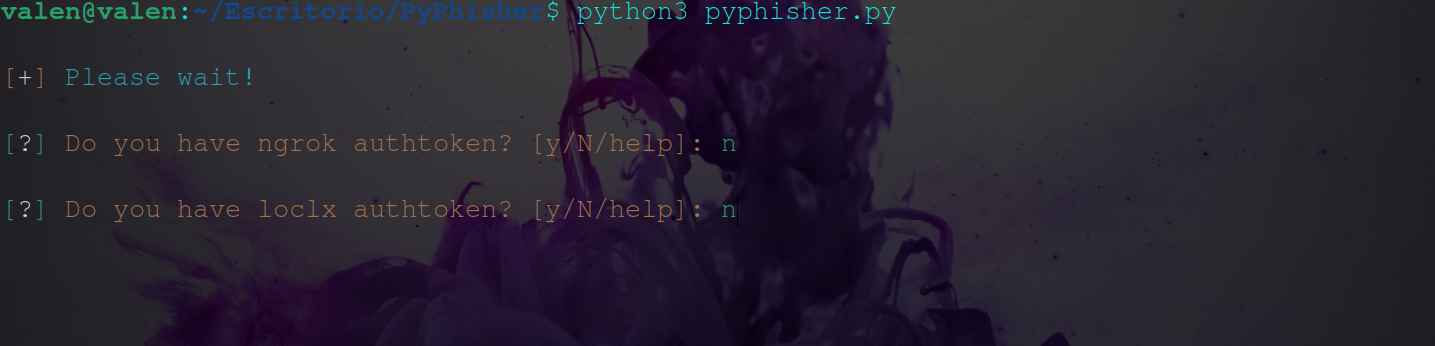 valen@valen:~/Escritorio/PyPhisher$ python3 pyphisher.py
[+] Please wait!
[?] Do you have ngrok authtoken? [y/N/help]: n
[?] Do you have loclx authtoken? [y/N/help]: n